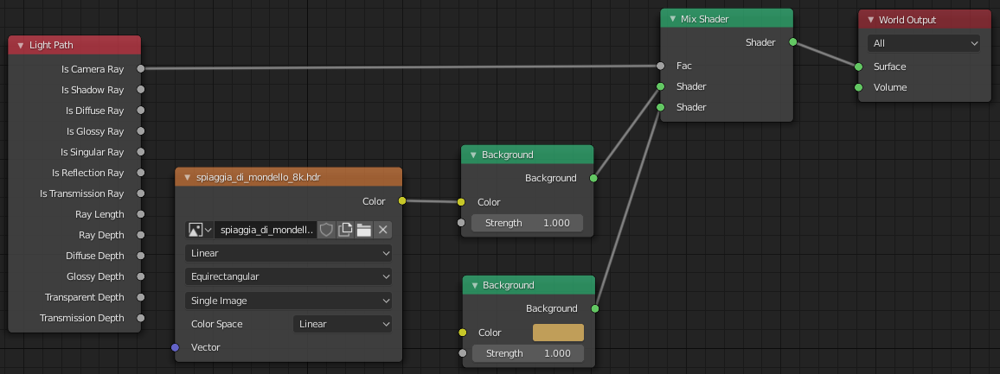 Light Path
Is Camera Ray
Is Shadow Ray
Is Diffuse Ray
Is Glossy Ray
Is Singular Ray
Is Reflection Ray
Is Transmission Ray
Ray Length
Ray Depth
Diffuse Depth
Glossy Depth
Transparent Depth
Transmission Depth
spiaggia_di_mondello_8k.hdr
Color
spiaggia_di_mondell..
Linear
Equirectangular
Single Image
Color Space Linear
Vector
Background
Background
Color
Strength 1.000
Background
Background
Color
Strength 1.000
Mix Shader
Shader
Fac
Shader
Shader
World Output
All
Surface
Volume